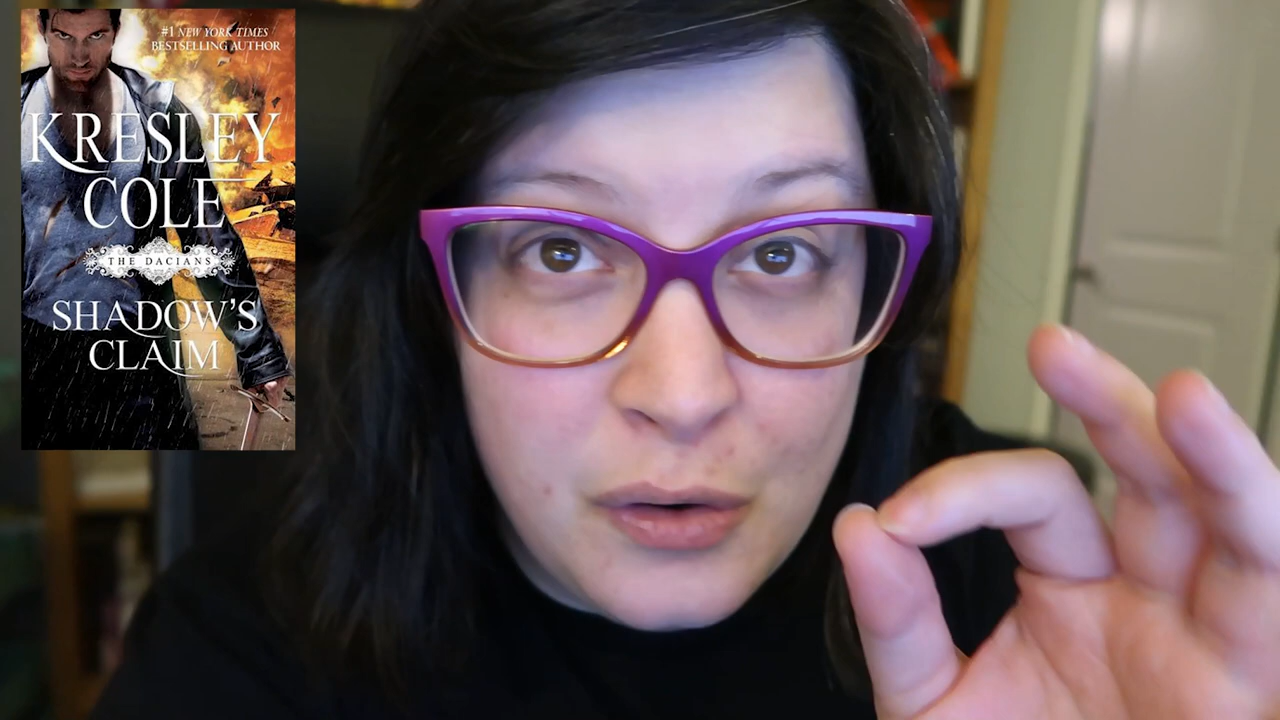 #1 NEW YORK TIMES
BESTSELLING AUTHOR
KRESLEY
COLE
THE DACIANS
SHADOW'S
CLAIM